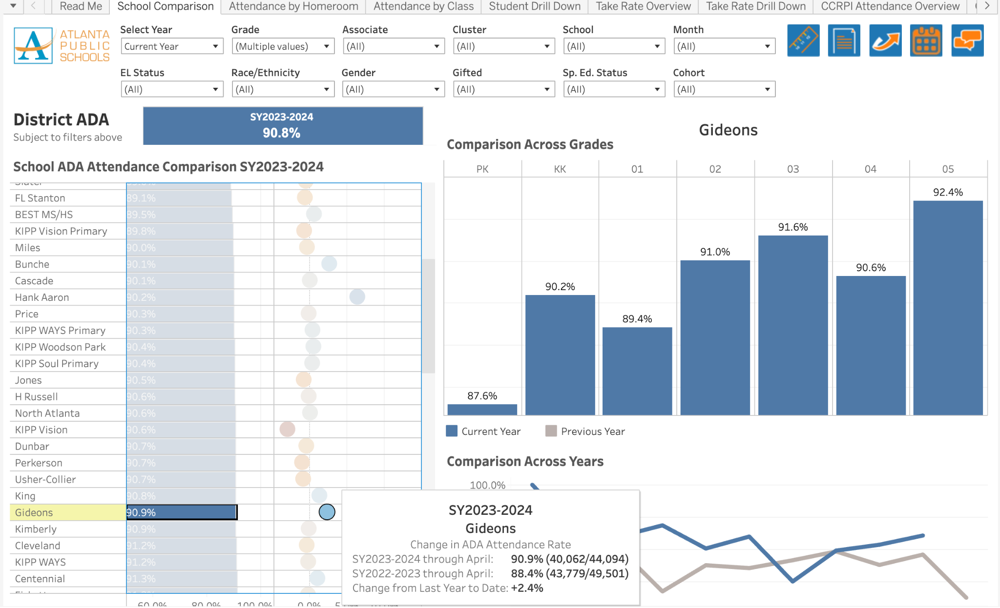 Read Me
School Comparison
Attendance by Homeroom
Attendance by Class
Student Drill Down
Take Rate Overview
Take Rate Drill Down
CCRPI Attendance Overview
ATLANTA
PUBLIC
SCHOOLS
Select Year
Current Year
Grade
(Multiple values)
Associate
(All)
Cluster
(All)
School
(All)
Month
(All)
EL Status
(All)
Race/Ethnicity
(All)
Gender
(All)
Gifted
(All)
Sp. Ed. Status
(All)
Cohort
(All)
District ADA
Subject to filters above
SY2023-2024
90.8%
School ADA Attendance Comparison SY2023-2024
FL Stanton 89.1%
BEST MS/HS 89.5%
KIPP Vision Primary 89.8%
Miles 90.0%
Bunche 90.1%
Cascade 90.1%
Hank Aaron 90.2%
Price 90.3%
KIPP WAYS Primary 90.3%
KIPP Woodson Park 90.4%
KIPP Soul Primary 90.4%
Jones 90.5%
H Russell 90.6%
North Atlanta 90.6%
KIPP Vision 90.6%
Dunbar 90.7%
Perkerson 90.7%
Usher-Collier 90.7%
King 90.8%
Gideons 90.9%
Kimberly 90.9%
Cleveland 91.2%
KIPP WAYS 91.2%
Centennial 91.3%
60.0% 80.0% 100.0% 0.0%
Gideons
Comparison Across Grades
PK KK 01 02 03 04 05
87.6%
90.2%
89.4%
91.0%
91.6%
90.6%
92.4%
Current Year
Previous Year
Comparison Across Years
100.0%
SY2023-2024
Gideons
Change in ADA Attendance Rate
SY2023-2024 through April: 90.9% (40,062/44,094)
SY2022-2023 through April: 88.4% (43,779/49,501)
Change from Last Year to Date: +2.4%